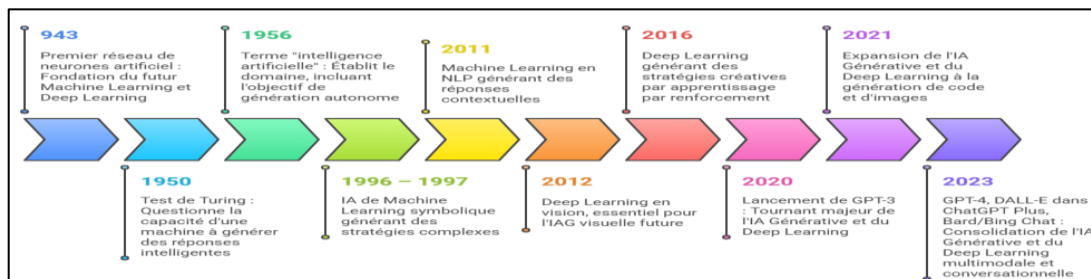 943
Premier réseau de
neurones artificiel :
Fondation du futur
Machine Learning et
Deep Learning
1950
Test de Turing :
Questionne la
capacité d'une
machine à générer
des réponses
intelligentes
1956
Terme "intelligence
artificielle" : Établit le
domaine, incluant
l'objectif de
génération autonome
1996 – 1997
IA de Machine
Learning symbolique
générant des
stratégies complexes
2011
Machine Learning en
NLP générant des
réponses
contextuelles
2012
Deep Learning en
vision, essentiel pour
l'IAG visuelle future
2016
Deep Learning
générant des
stratégies créatives
par apprentissage
par renforcement
2020
Lancement de GPT-3
: Tournant majeur de
l'IA Générative et du
Deep Learning
2021
Expansion de l'IA
Générative et du
Deep Learning à la
génération de code
et d'images
2023
GPT-4, DALL-E dans
ChatGPT Plus,
Bard/Bing Chat :
Consolidation de l'IA
Générative et du
Deep Learning
multimodale et
conversationnelle